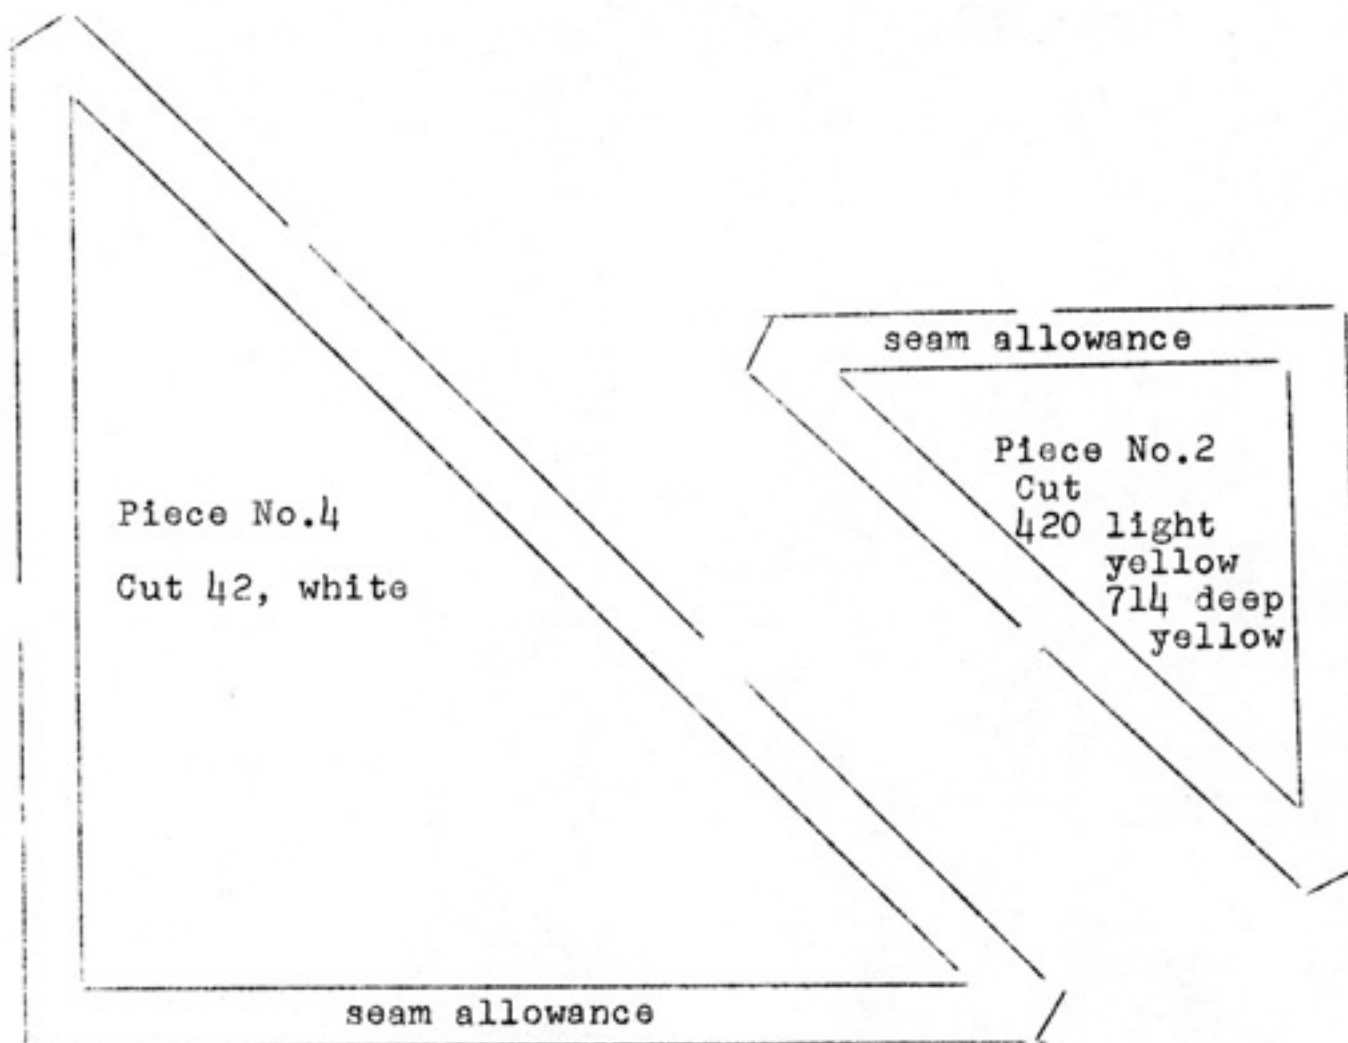 Piece No.4
Cut 42, white
seam allowance
seam allowance
Piece No.2
Cut
420 light
yellow
714 deep
yellow